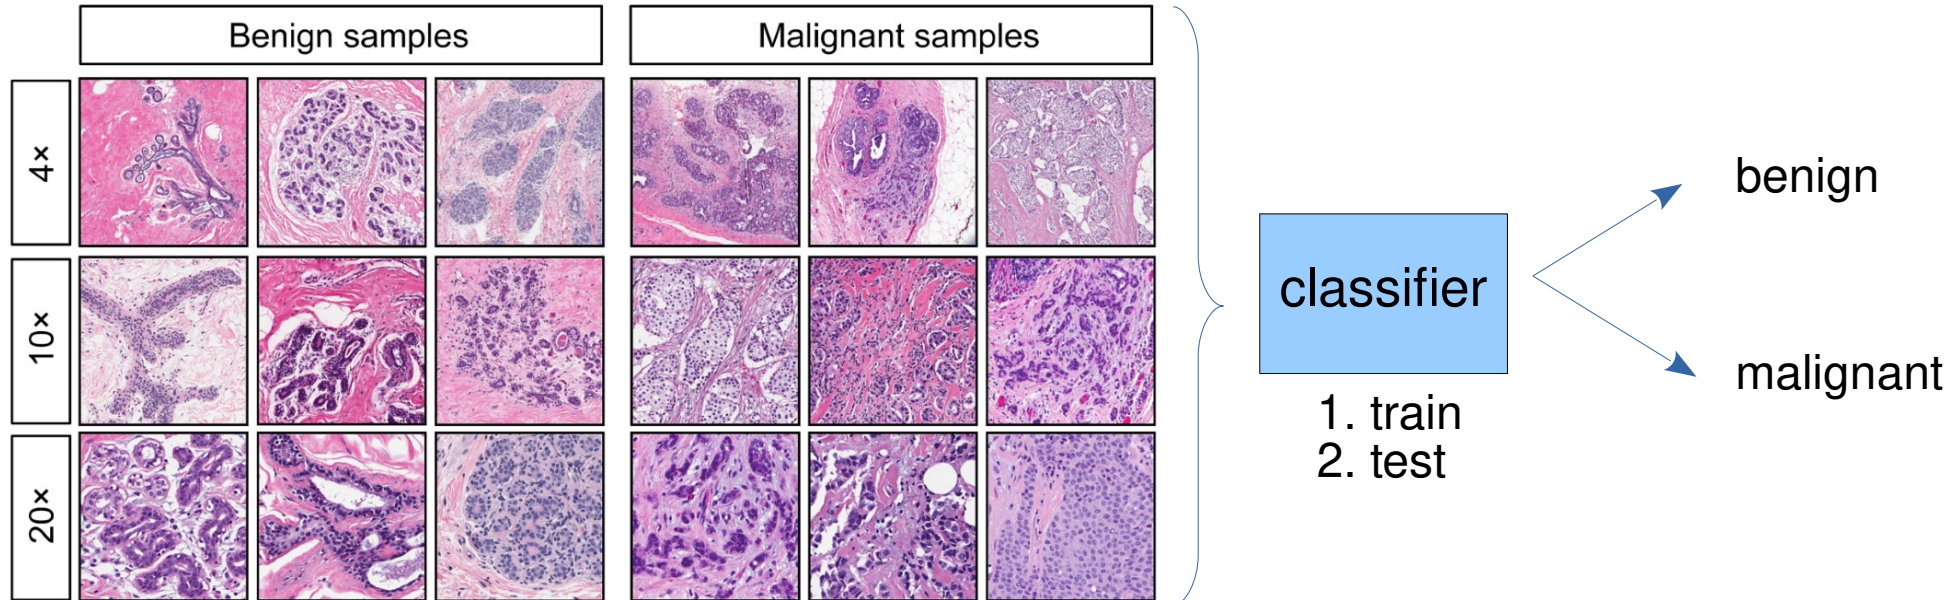 Benign samples
Malignant samples
4×
10×
20×
classifier
1. train
2. test
benign
malignant